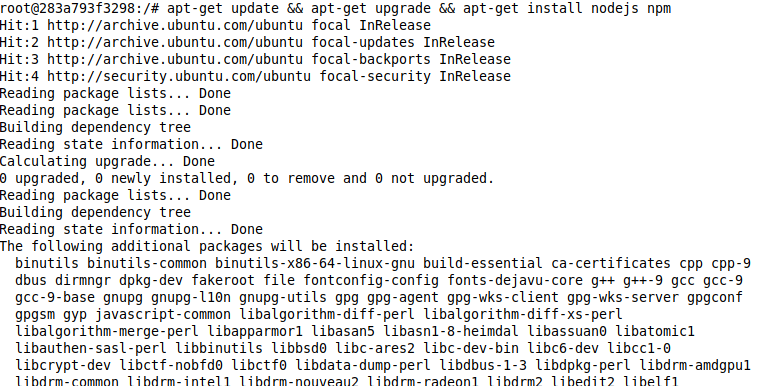 root@283a793f3298:/# apt-get update && apt-get upgrade && apt-get install nodejs npm
Hit:1 http://archive.ubuntu.com/ubuntu focal InRelease
Hit:2 http://archive.ubuntu.com/ubuntu focal-updates InRelease
Hit:3 http://archive.ubuntu.com/ubuntu focal-backports InRelease
Hit:4 http://security.ubuntu.com/ubuntu focal-security InRelease
Reading package lists... Done
Reading package lists... Done
Building dependency tree
Reading state information... Done
Calculating upgrade... Done
0 upgraded, 0 newly installed, 0 to remove and 0 not upgraded.
Reading package lists... Done
Building dependency tree
Reading state information... Done
The following additional packages will be installed:
binutils binutils-common binutils-x86-64-linux-gnu build-essential ca-certificates cpp cpp-9
dbus dirmngr dpkg-dev fakeroot file fontconfig-config fonts-dejavu-core g++ g++-9 gcc gcc-9
gcc-9-base gnupg gnupg-l10n gnupg-utils gpg gpg-agent gpg-wks-client gpg-wks-server gpgconf
gpgsm gyp javascript-common libalgorithm-diff-perl libalgorithm-diff-xs-perl
libalgorithm-merge-perl libapparmor1 libasan5 libasn1-8-heimdal libassuan0 libatomic1
libauthen-sasl-perl libbinutils libbsd0 libc-ares2 libc-dev-bin libc6-dev libcc1-0
libcrypt-dev libctf-nobfd0 libctf0 libdata-dump-perl libdbus-1-3 libdpkg-perl libdrm-amdgpu1
libdrm-common libdrm-intel1 libdrm-nouveau2 libdrm-radeon1 libdrm2 libedit2 libelf1